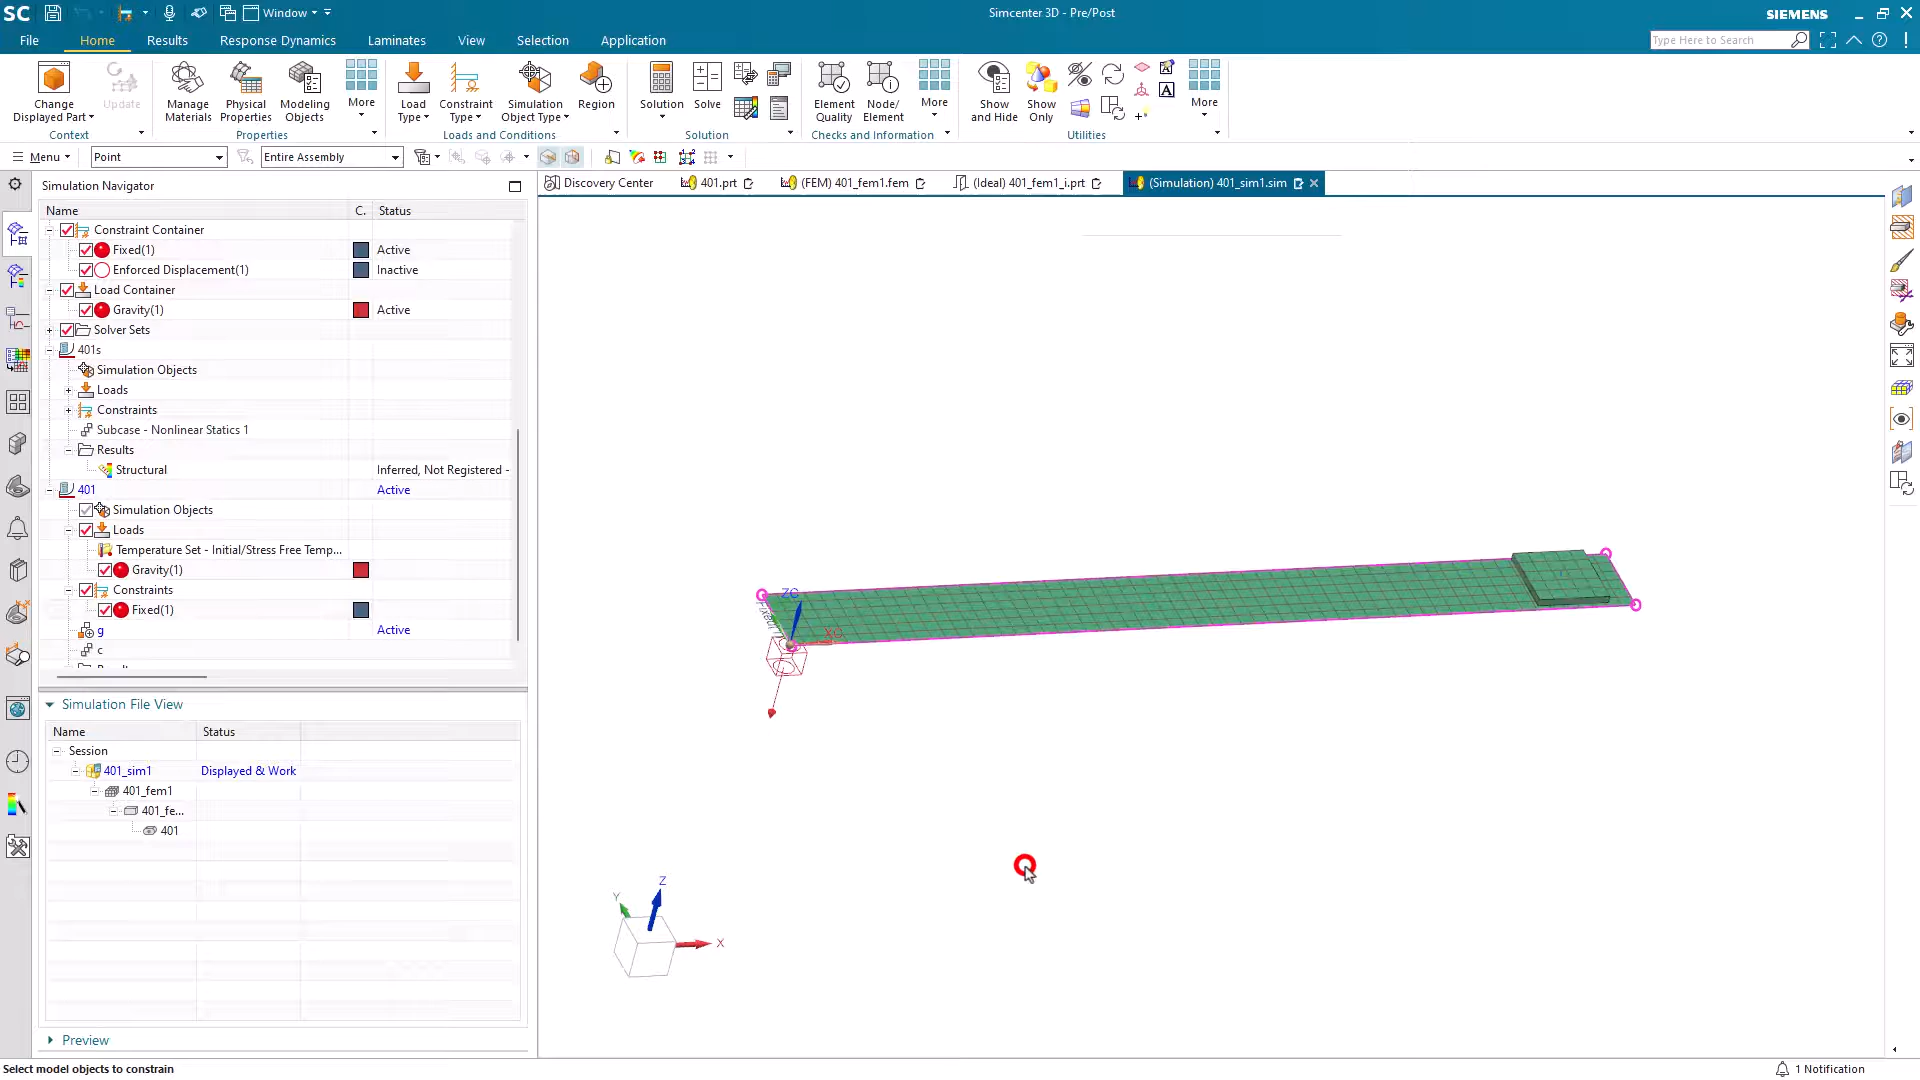 SC
Window
Simcenter 3D - Pre/Post
SIEMENS
File
Home
Results
Response Dynamics
Laminates
View
Selection
Application
Type Here to Search
Change
Displayed Part
Update
Manage
Materials
Physical
Properties
Modeling
Objects
More
Load
Type
Constraint
Type
Simulation
Object Type
Region
Solution
Solve
Element
Quality
Node/
Element
More
Show
and Hide
Show
Only
More
Context
Properties
Loads and Conditions
Solution
Checks and Information
Utilities
Menu
Point
Entire Assembly
Simulation Navigator
Discovery Center
401.prt
(FEM) 401_fem1.fem
(Ideal) 401_fem1_i.prt
(Simulation) 401_sim1.sim
Name C. Status
Constraint Container
Fixed(1) Active
Enforced Displacement(1) Inactive
Load Container
Gravity(1) Active
Solver Sets
401s
Simulation Objects
Loads
Constraints
Subcase - Nonlinear Statics 1
Results
Structural Inferred, Not Registered -
401 Active
Simulation Objects
Loads
Temperature Set - Initial/Stress Free Temp...
Gravity(1)
Constraints
Fixed(1)
g Active
c
Simulation File View
Name Status
Session
401_sim1 Displayed & Work
401_fem1
401_fe...
401
Preview
ZC
XC
Z
Y
X
Select model objects to constrain
1 Notification